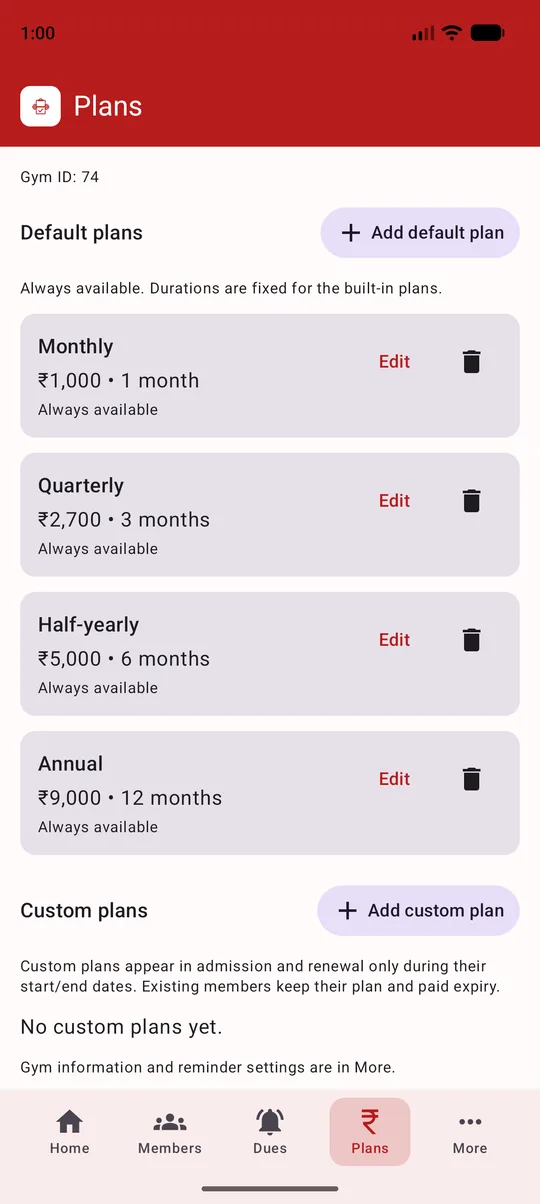 1:00
Plans
Gym ID: 74
Default plans
+ Add default plan
Always available. Durations are fixed for the built-in plans.
Monthly
₹1,000 • 1 month
Always available
Edit
Quarterly
₹2,700 • 3 months
Always available
Edit
Half-yearly
₹5,000 • 6 months
Always available
Edit
Annual
₹9,000 • 12 months
Always available
Edit
Custom plans
+ Add custom plan
Custom plans appear in admission and renewal only during their
start/end dates. Existing members keep their plan and paid expiry.
No custom plans yet.
Gym information and reminder settings are in More.
Home
Members
Dues
₹
Plans
More